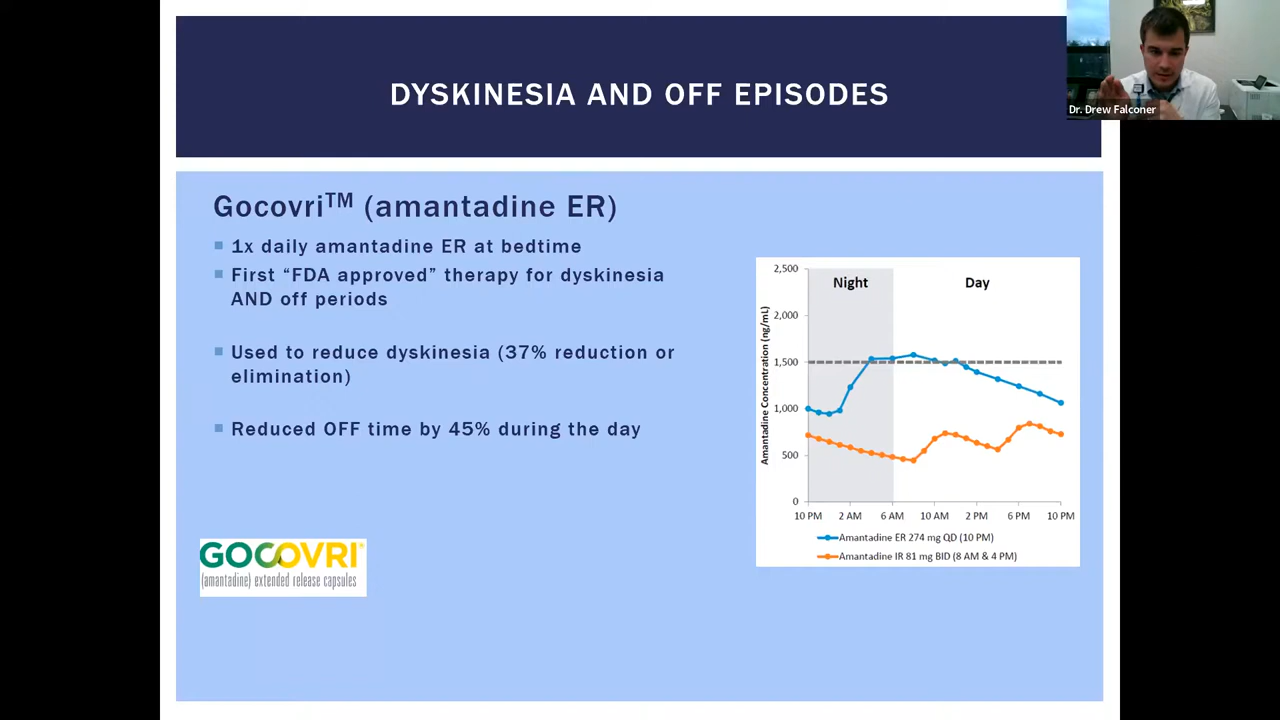 DYSKINESIA AND OFF EPISODES
Dr. Drew Falconer
Gocovri™ (amantadine ER)
1x daily amantadine ER at bedtime
First “FDA approved” therapy for dyskinesia
AND off periods
Used to reduce dyskinesia (37% reduction or
elimination)
Reduced OFF time by 45% during the day
GOCOVRI®
(amantadine) extended release capsules
Amantadine Concentration (ng/mL)
2,500
2,000
1,500
1,000
500
0
Night
Day
10 PM 2 AM 6 AM 10 AM 2 PM 6 PM 10 PM
Amantadine ER 274 mg QD (10 PM)
Amantadine IR 81 mg BID (8 AM & 4 PM)